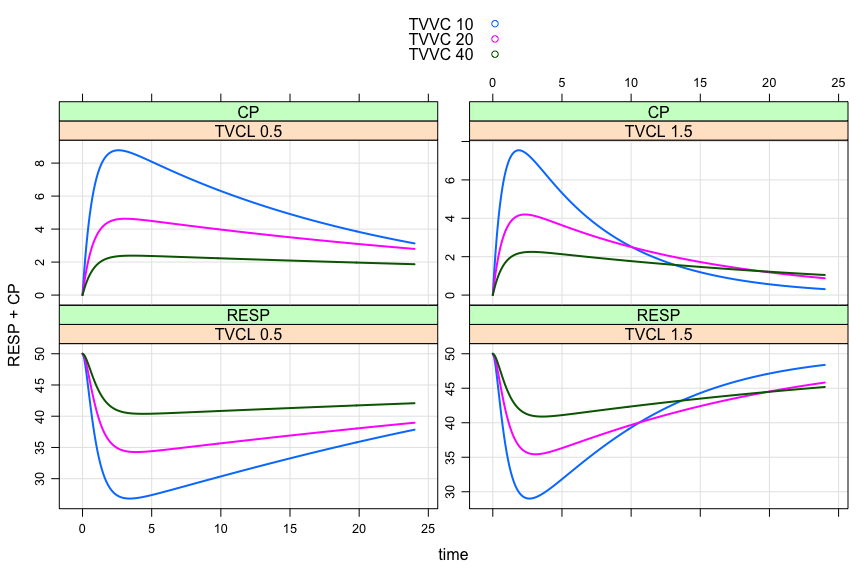 TVVC 10
TVVC 20
TVVC 40
0 5 10 15 20 25
CP CP
TVCL 0.5 TVCL 1.5
8
6
4
2
0
6
4
2
0
RESP + CP
RESP RESP
TVCL 0.5 TVCL 1.5
50
45
40
35
30
50
45
40
35
30
0 5 10 15 20 25
time